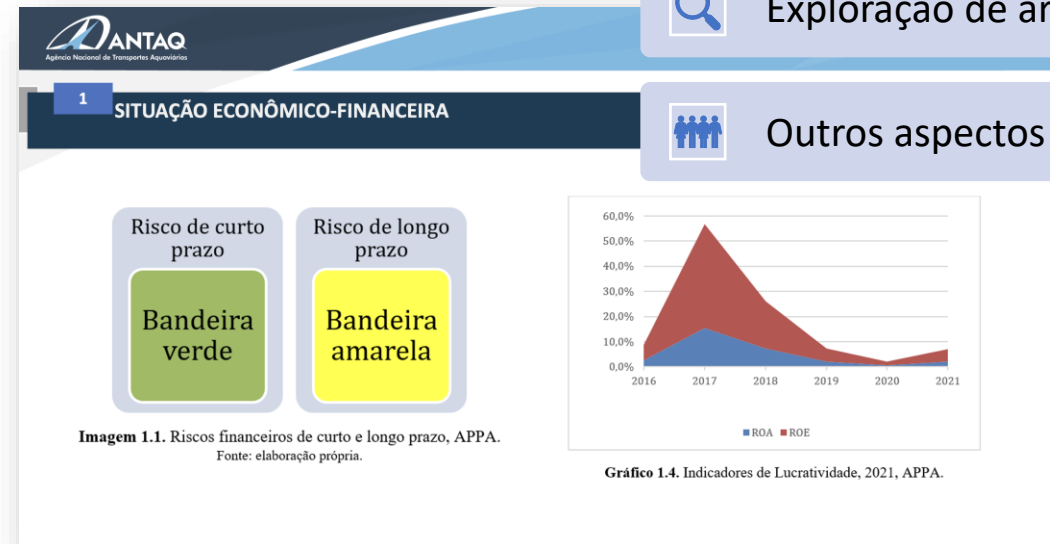 ANTAQ
Agência Nacional de Transportes Aquaviários
Exploração de
Outros aspectos
1
SITUAÇÃO ECONÔMICO-FINANCEIRA
Risco de curto
prazo
Bandeira
verde
Risco de longo
prazo
Bandeira
amarela
Imagem 1.1. Riscos financeiros de curto e longo prazo, APPA.
Fonte: elaboração própria.
60,0%
50,0%
40,0%
30,0%
20,0%
10,0%
0,0%
2016 2017 2018 2019 2020 2021
ROA ROE
Gráfico 1.4. Indicadores de Lucratividade, 2021, APPA.